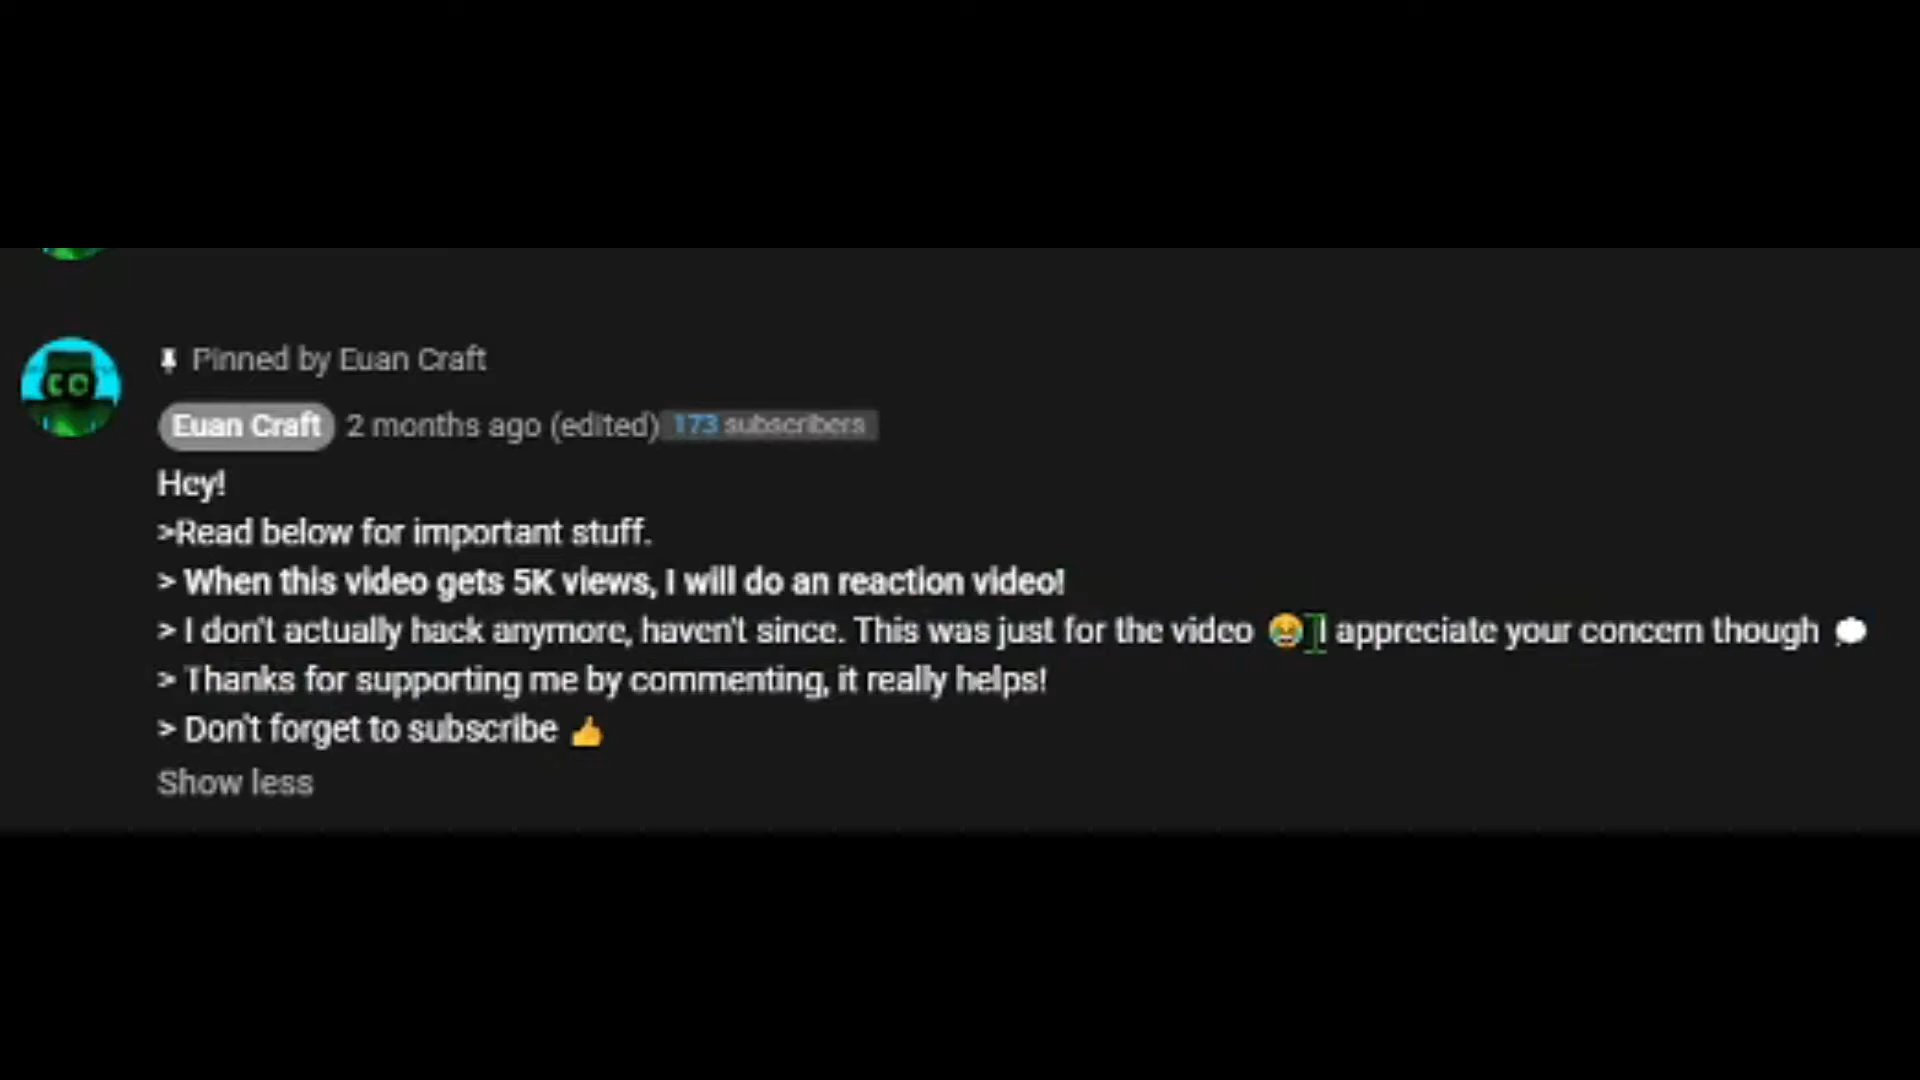 Pinned by Euan Craft
Euan Craft 2 months ago (edited) 173 subscribers
Hey!
>Read below for important stuff.
> When this video gets 5K views, I will do an reaction video!
> I don't actually hack anymore, haven't since. This was just for the video 😂 I appreciate your concern though 💭
> Thanks for supporting me by commenting, it really helps!
> Don't forget to subscribe 👍
Show less